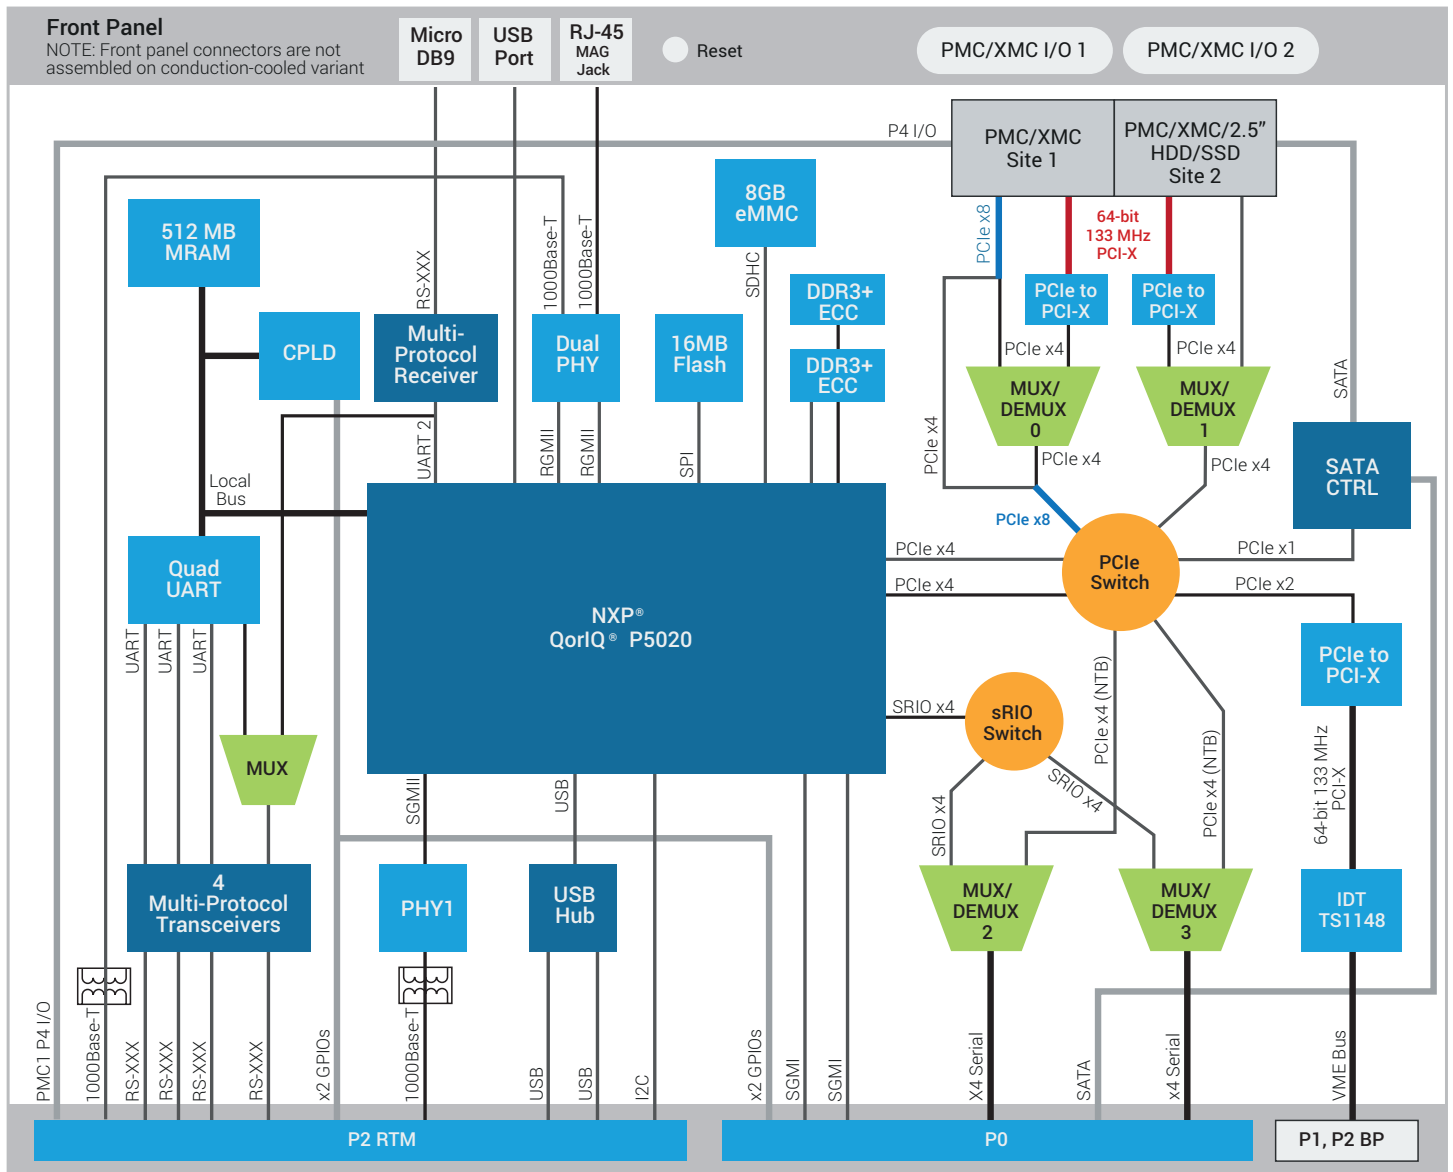 Front Panel
NOTE: Front panel connectors are not
assembled on conduction-cooled variant
Micro
DB9
USB
Port
RJ-45
MAG
Jack
Reset
PMC/XMC I/O 1
PMC/XMC I/O 2
P4 I/O
PMC/XMC
Site 1
PMC/XMC/2.5”
HDD/SSD
Site 2
8GB
eMMC
512 MB
MRAM
PCIe x8
64-bit
133 MHz
PCI-X
RS-XXX
1000Base-T
1000Base-T
SDHC
DDR3+
ECC
PCIe to
PCI-X
PCIe to
PCI-X
CPLD
Multi-
Protocol
Receiver
Dual
PHY
16MB
Flash
DDR3+
ECC
PCIe x4
PCIe x4
SATA
MUX/
DEMUX
0
MUX/
DEMUX
1
UART 2
RGMII
RGMII
SPI
PCIe x4
PCIe x4
PCIe x4
SATA
CTRL
Local
Bus
PCIe x8
PCIe x4
PCIe
Switch
PCIe x1
Quad
UART
PCIe x4
PCIe x2
NXP®
QorIQ® P5020
UART
UART
UART
PCIe to
PCI-X
PCIe x4 (NTB)
SRIO x4
sRIO
Switch
PCIe x4 (NTB)
MUX
SGMII
USB
SRIO x4
SRIO x4
64-bit 133 MHz
PCI-X
4
Multi-Protocol
Transceivers
PHY1
USB
Hub
MUX/
DEMUX
2
MUX/
DEMUX
3
IDT
TS1148
PMC1 P4 I/O
1000Base-T
RS-XXX
RS-XXX
RS-XXX
RS-XXX
x2 GPIOs
1000Base-T
USB
USB
I2C
x2 GPIOs
SGMI
SGMI
X4 Serial
SATA
x4 Serial
VME Bus
P2 RTM
P0
P1, P2 BP